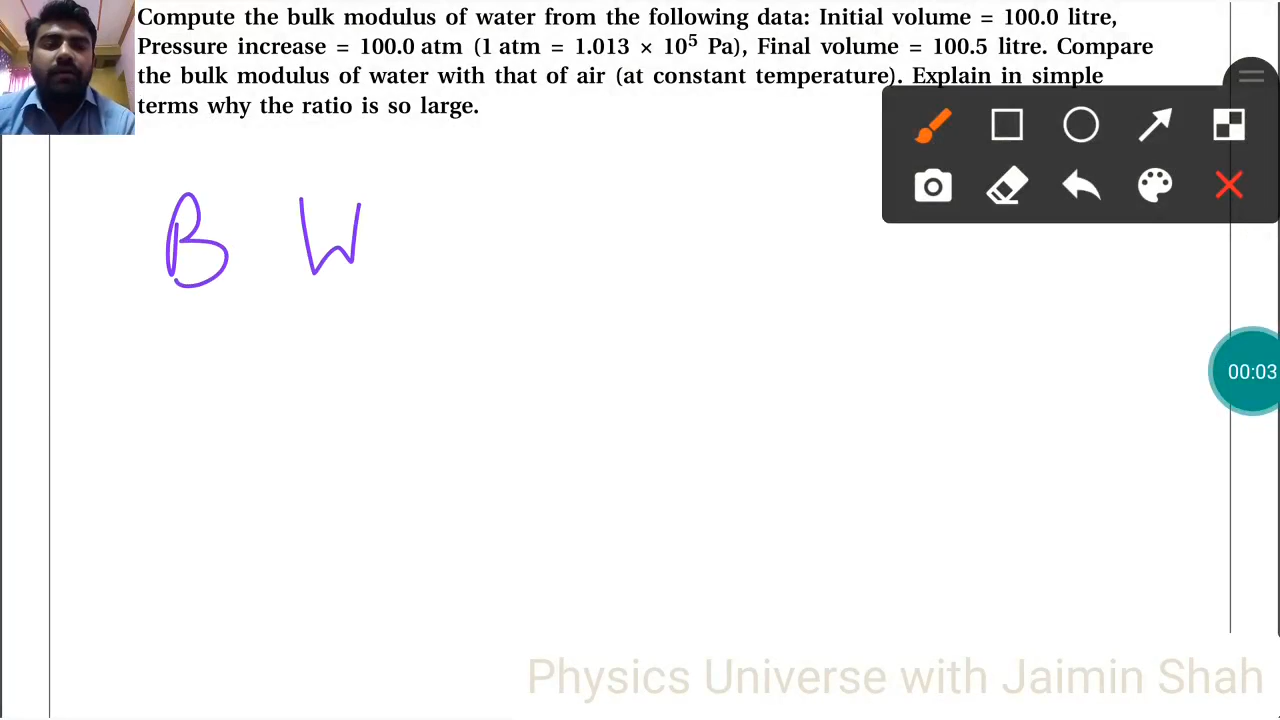 Compute the bulk modulus of water from the following data: Initial volume = 100.0 litre,
Pressure increase = 100.0 atm (1 atm = 1.013 × 10⁵ Pa), Final volume = 100.5 litre. Compare
the bulk modulus of water with that of air (at constant temperature). Explain in simple
terms why the ratio is so large.
B W
00:03
Physics Universe with Jaimin Shah